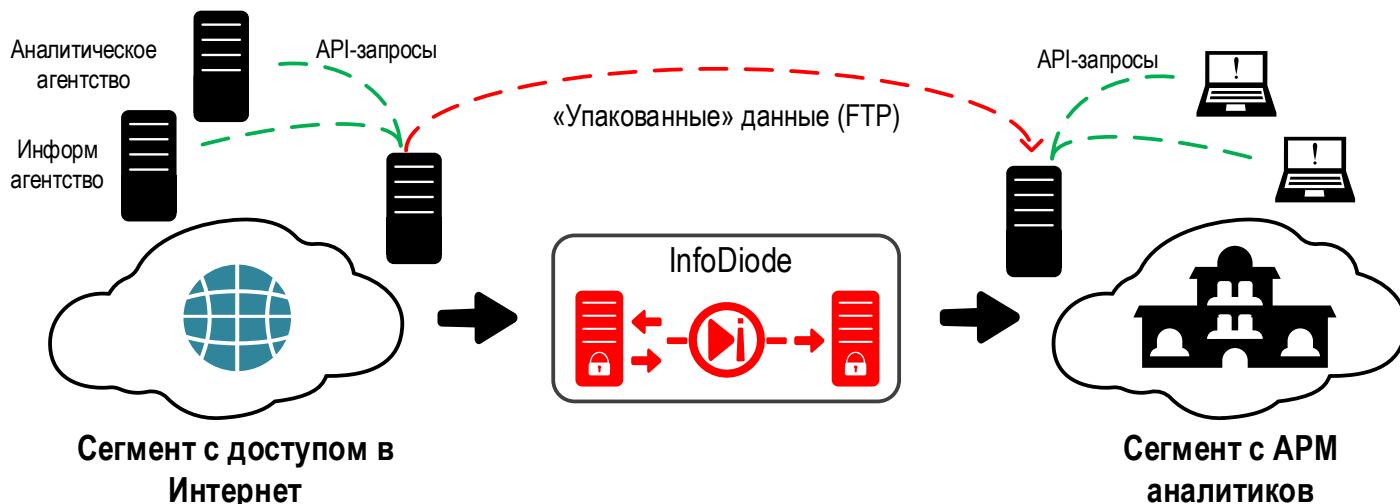 Аналитическое
агентство
API-запросы
Информ
агентство
«Упакованные» данные (FTP)
API-запросы
InfoDiode
Сегмент с доступом в
Интернет
Сегмент с АРМ
аналитиков